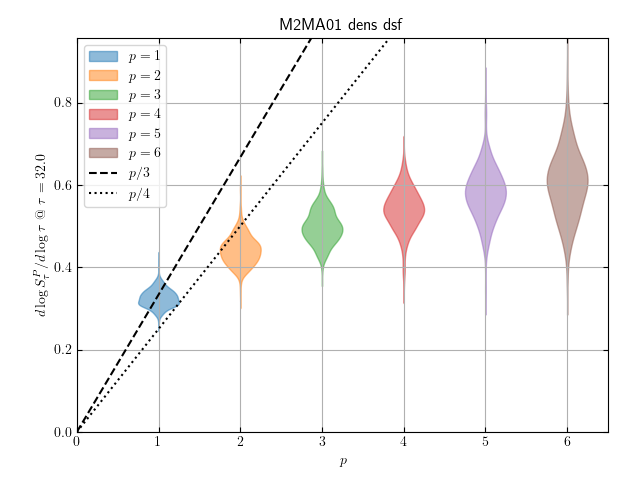 M2MA01 dens dsf
d log S_τ^P / d log τ @ τ = 32.0
0.8
0.6
0.4
0.2
0.0
p = 1
p = 2
p = 3
p = 4
p = 5
p = 6
p/3
p/4
0 1 2 3 4 5 6
p